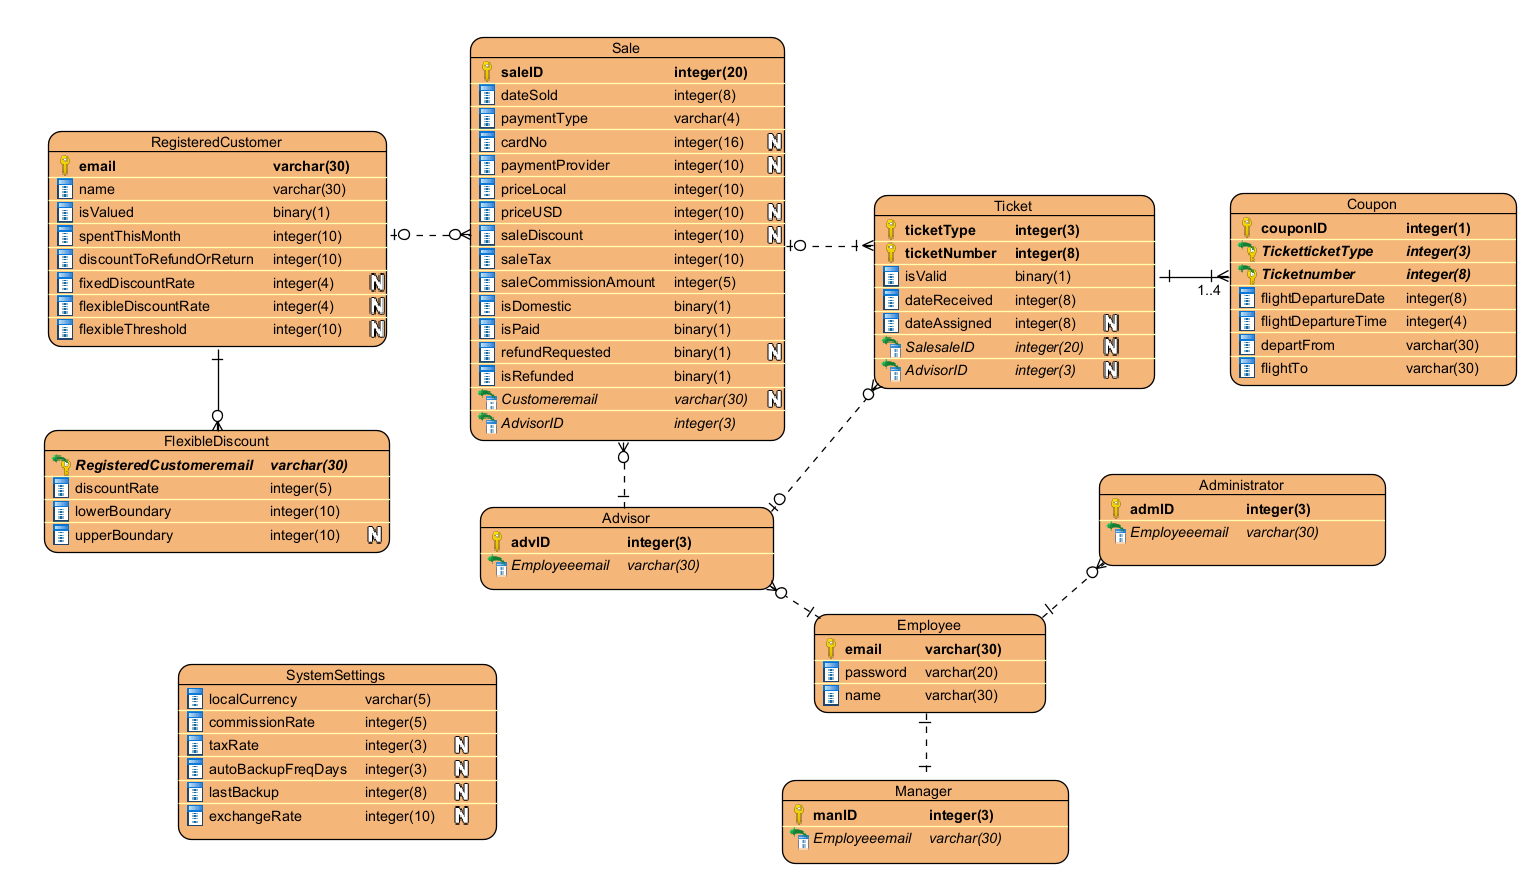 Sale
saleID integer(20)
dateSold integer(8)
paymentType varchar(4)
cardNo integer(16) N
paymentProvider integer(10) N
priceLocal integer(10)
priceUSD integer(10) N
saleDiscount integer(10) N
saleTax integer(10)
saleCommissionAmount integer(5)
isDomestic binary(1)
isPaid binary(1)
refundRequested binary(1) N
isRefunded binary(1)
Customeremail varchar(30) N
AdvisorID integer(3)
RegisteredCustomer
email varchar(30)
name varchar(30)
isValued binary(1)
spentThisMonth integer(10)
discountToRefundOrReturn integer(10)
fixedDiscountRate integer(4) N
flexibleDiscountRate integer(4) N
flexibleThreshold integer(10) N
Ticket
ticketType integer(3)
ticketNumber integer(8)
isValid binary(1)
dateReceived integer(8)
dateAssigned integer(8) N
SalesaleID integer(20) N
AdvisorID integer(3) N
1..4
Coupon
couponID integer(1)
TicketticketType integer(3)
Ticketnumber integer(8)
flightDepartureDate integer(8)
flightDepartureTime integer(4)
departFrom varchar(30)
flightTo varchar(30)
FlexibleDiscount
RegisteredCustomeremail varchar(30)
discountRate integer(5)
lowerBoundary integer(10)
upperBoundary integer(10) N
Advisor
advID integer(3)
Employeeemail varchar(30)
Administrator
admID integer(3)
Employeeemail varchar(30)
Employee
email varchar(30)
password varchar(20)
name varchar(30)
SystemSettings
localCurrency varchar(5)
commissionRate integer(5)
taxRate integer(3) N
autoBackupFreqDays integer(3) N
lastBackup integer(8) N
exchangeRate integer(10) N
Manager
manID integer(3)
Employeeemail varchar(30)